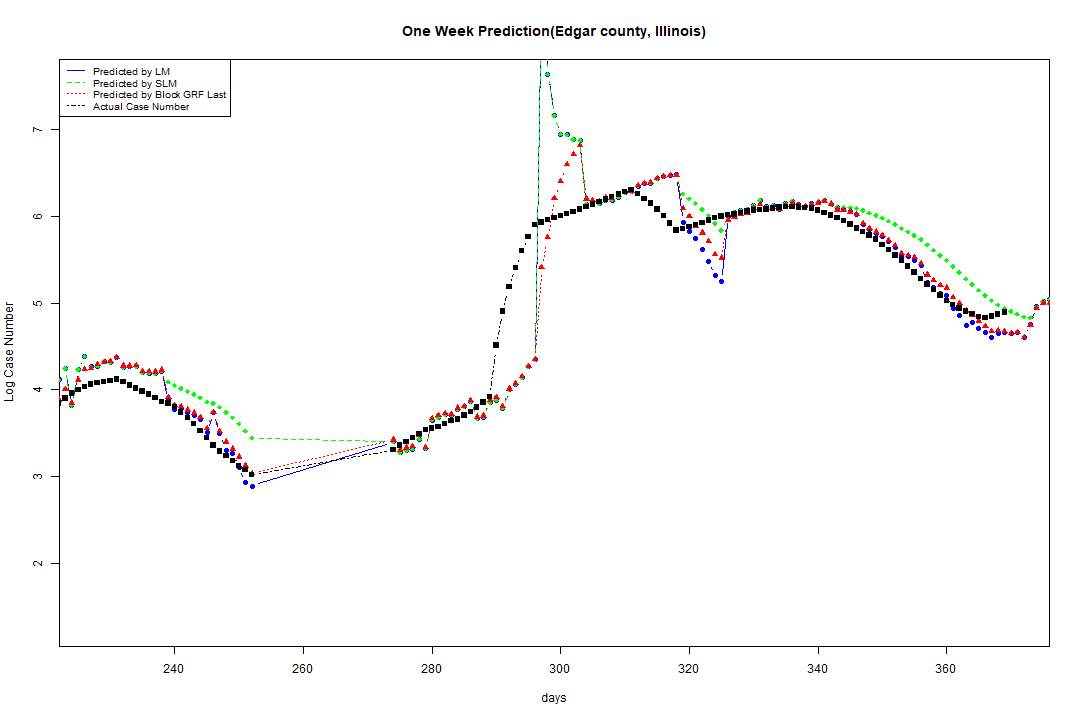 One Week Prediction(Edgar county, Illinois)
Predicted by LM
Predicted by SLM
Predicted by Block GRF Last
Actual Case Number
7
6
5
4
3
2
Log Case Number
240 260 280 300 320 340 360
days